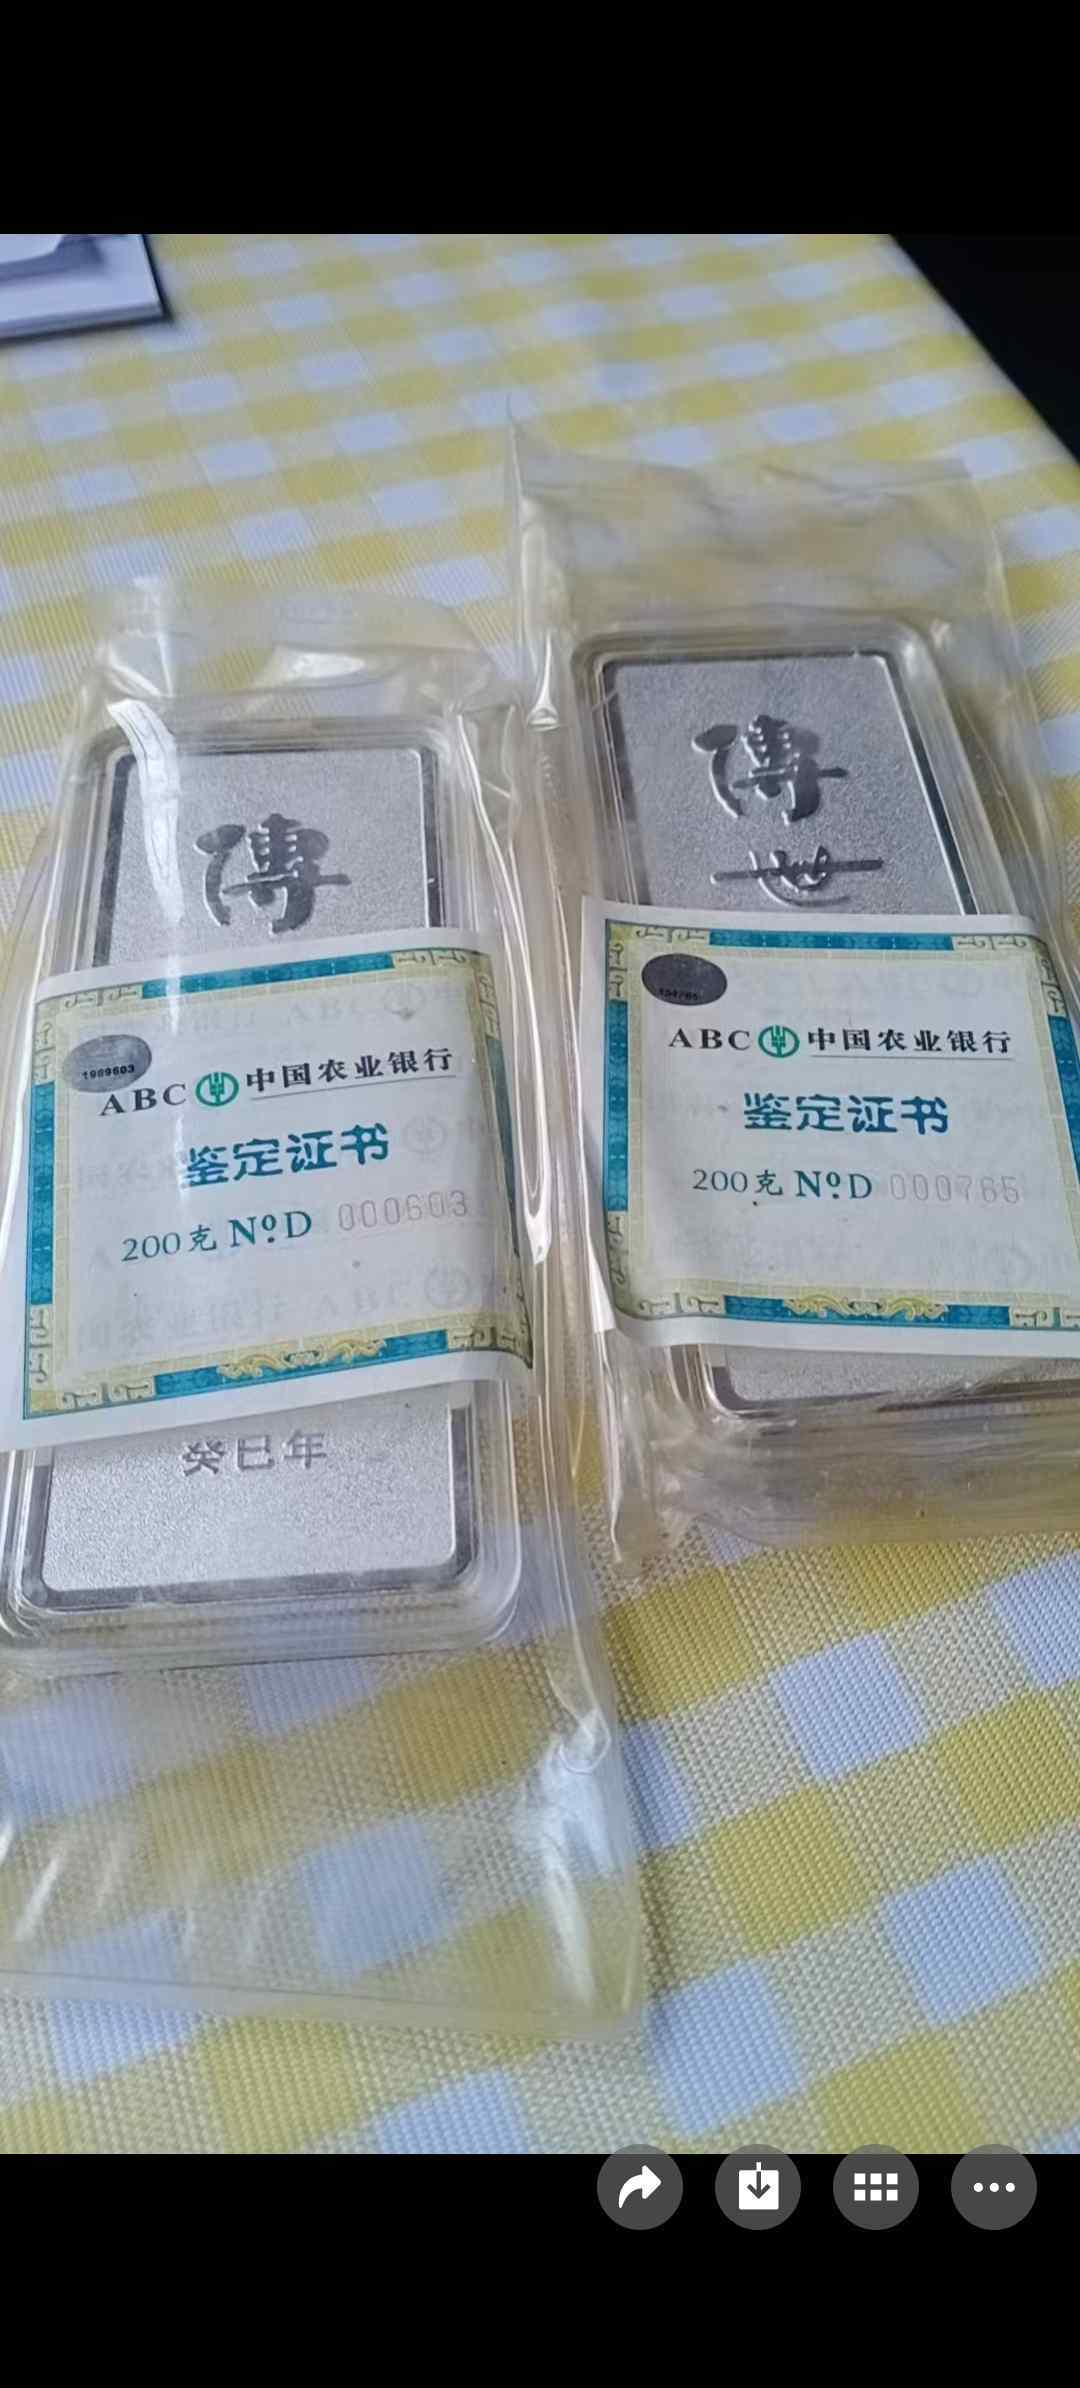 傳
1989603
ABC 中国农业银行
鉴定证书
200克 NºD 000603
癸巳年
傳
世
ABC 中国农业银行
鉴定证书
200克 NºD 000765